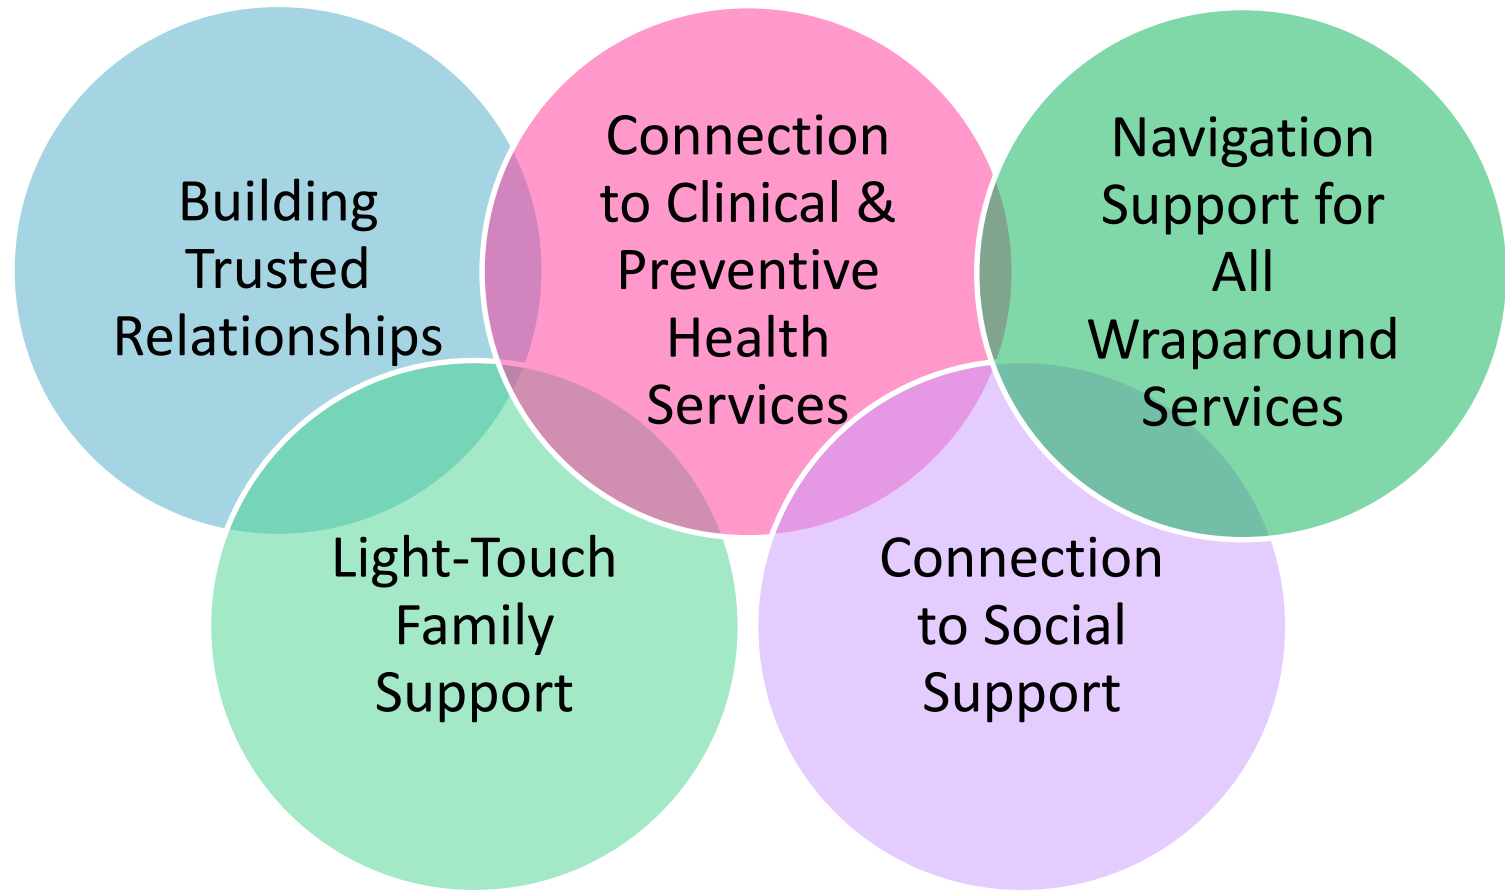 Building
Trusted
Relationships
Connection
to Clinical &
Preventive
Health
Services
Navigation
Support for
All
Wraparound
Services
Light-Touch
Family
Support
Connection
to Social
Support